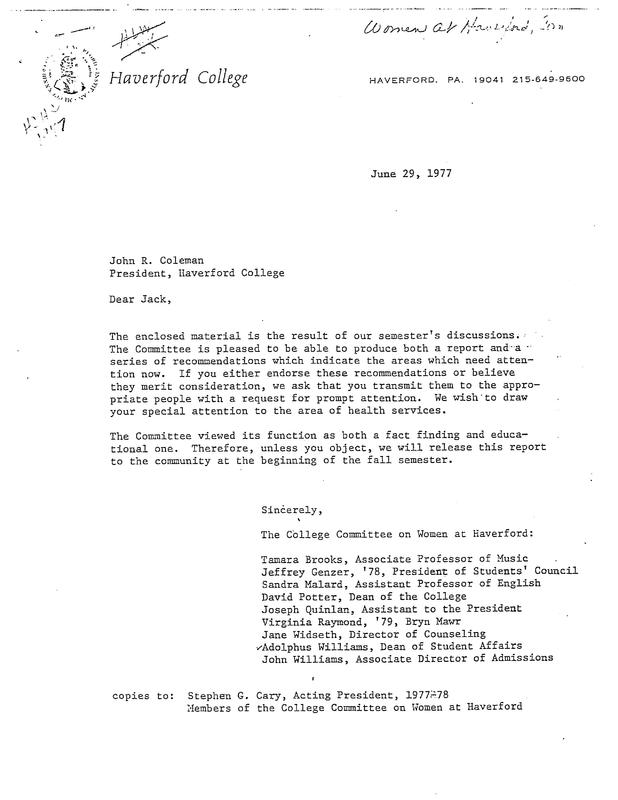 Women at Haverford,
Haverford College
HAVERFORD, PA. 19041 215-649-9600
June 29, 1977
John R. Coleman
President, Haverford College
Dear Jack,
The enclosed material is the result of our semester's discussions.
The Committee is pleased to be able to produce both a report and a
series of recommendations which indicate the areas which need atten-
tion now. If you either endorse these recommendations or believe
they merit consideration, we ask that you transmit them to the appro-
priate people with a request for prompt attention. We wish to draw
your special attention to the area of health services.
The Committee viewed its function as both a fact finding and educa-
tional one. Therefore, unless you object, we will release this report
to the community at the beginning of the fall semester.
Sincerely,
The College Committee on Women at Haverford:
Tamara Brooks, Associate Professor of Music
Jeffrey Genzer, '78, President of Students' Council
Sandra Malard, Assistant Professor of English
David Potter, Dean of the College
Joseph Quinlan, Assistant to the President
Virginia Raymond, '79, Bryn Mawr
Jane Widseth, Director of Counseling
✓Adolphus Williams, Dean of Student Affairs
John Williams, Associate Director of Admissions
copies to: Stephen G. Cary, Acting President, 1977-78
Members of the College Committee on Women at Haverford